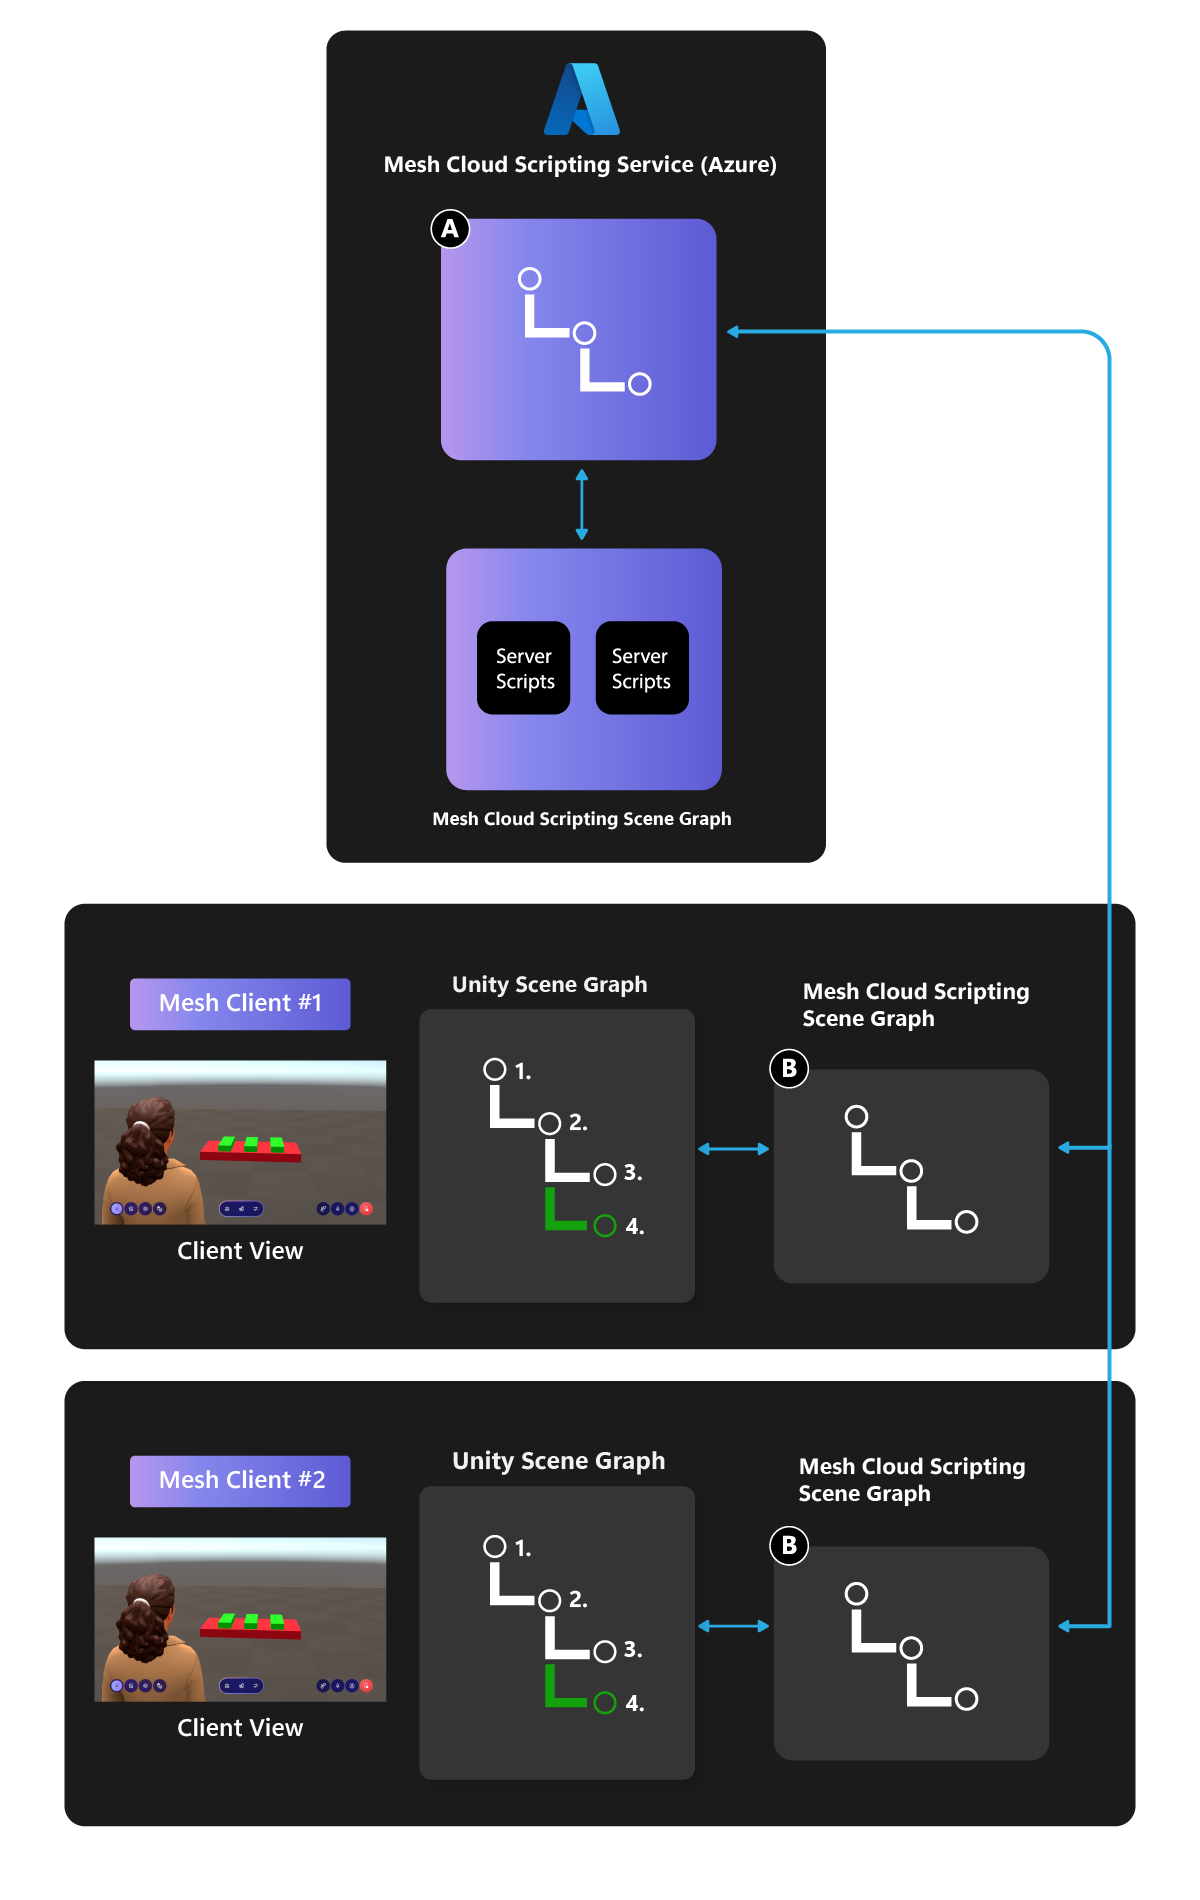 Mesh Cloud Scripting Service (Azure)
A
Server
Scripts
Server
Scripts
Mesh Cloud Scripting Scene Graph
Mesh Client #1
Client View
Unity Scene Graph
1.
2.
3.
4.
Mesh Cloud Scripting
Scene Graph
B
Mesh Client #2
Client View
Unity Scene Graph
1.
2.
3.
4.
Mesh Cloud Scripting
Scene Graph
B